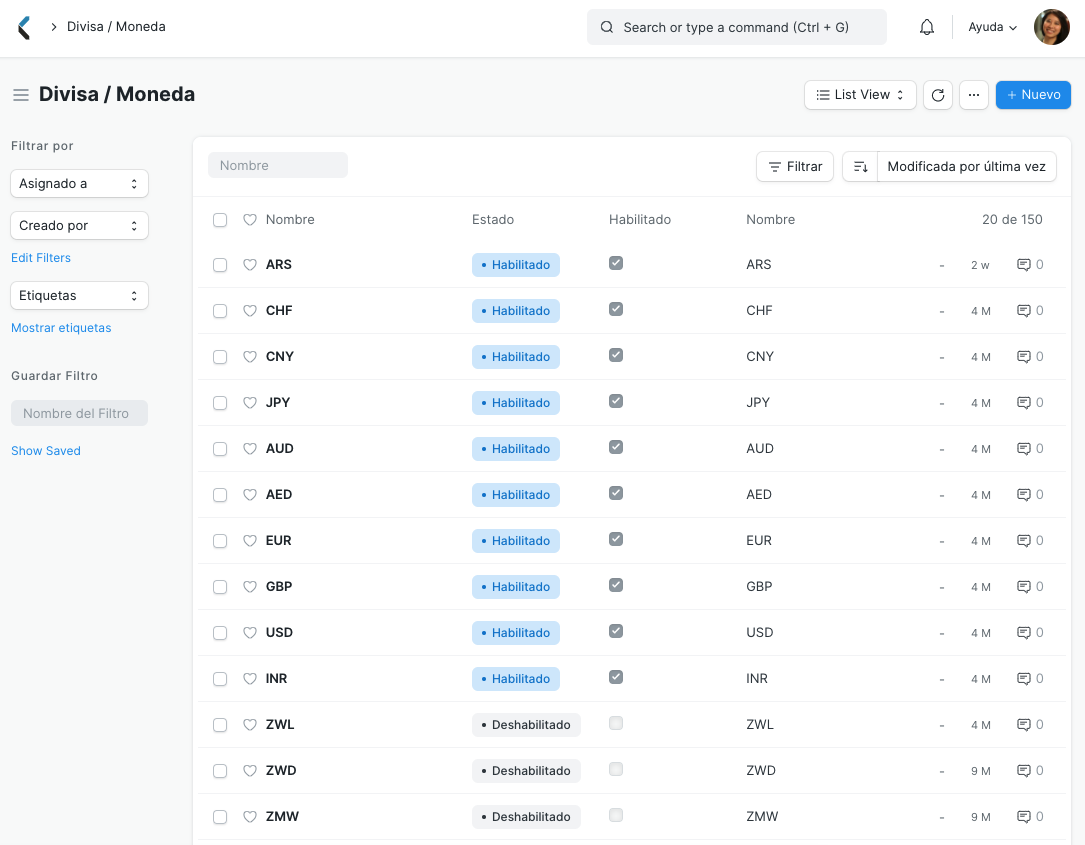 Divisa / Moneda
Search or type a command (Ctrl + G)
Ayuda
Divisa / Moneda
List View
...
+ Nuevo
Filtrar por
Asignado a
Creado por
Edit Filters
Etiquetas
Mostrar etiquetas
Guardar Filtro
Nombre del Filtro
Show Saved
Nombre
Filtrar
Modificada por última vez
Nombre Estado Habilitado Nombre 20 de 150
ARS • Habilitado ARS - 2 w 0
CHF • Habilitado CHF - 4 M 0
CNY • Habilitado CNY - 4 M 0
JPY • Habilitado JPY - 4 M 0
AUD • Habilitado AUD - 4 M 0
AED • Habilitado AED - 4 M 0
EUR • Habilitado EUR - 4 M 0
GBP • Habilitado GBP - 4 M 0
USD • Habilitado USD - 4 M 0
INR • Habilitado INR - 4 M 0
ZWL • Deshabilitado ZWL - 4 M 0
ZWD • Deshabilitado ZWD - 9 M 0
ZMW • Deshabilitado ZMW - 9 M 0